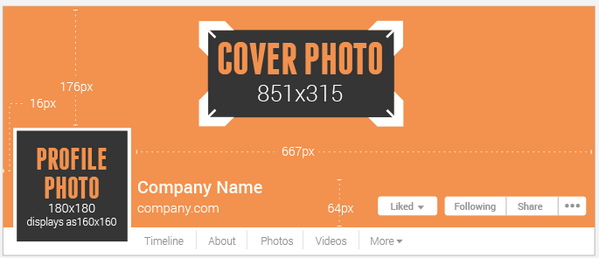 COVER PHOTO
851x315
176px
16px
667px
PROFILE
PHOTO
180x180
displays as160x160
Company Name
company.com
64px
Liked
Following
Share
Timeline
About
Photos
Videos
More